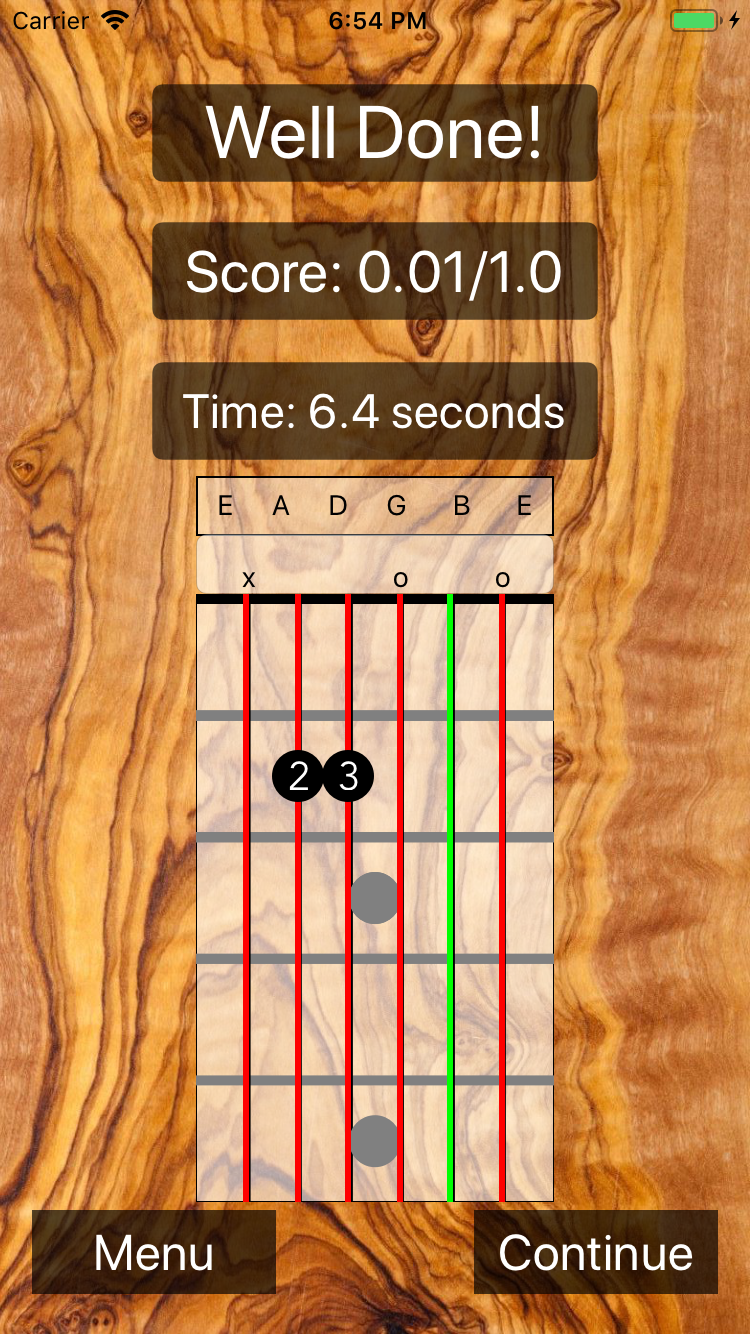 Carrier 6:54 PM
Well Done!
Score: 0.01/1.0
Time: 6.4 seconds
E A D G B E
x o o
2 3
Menu Continue